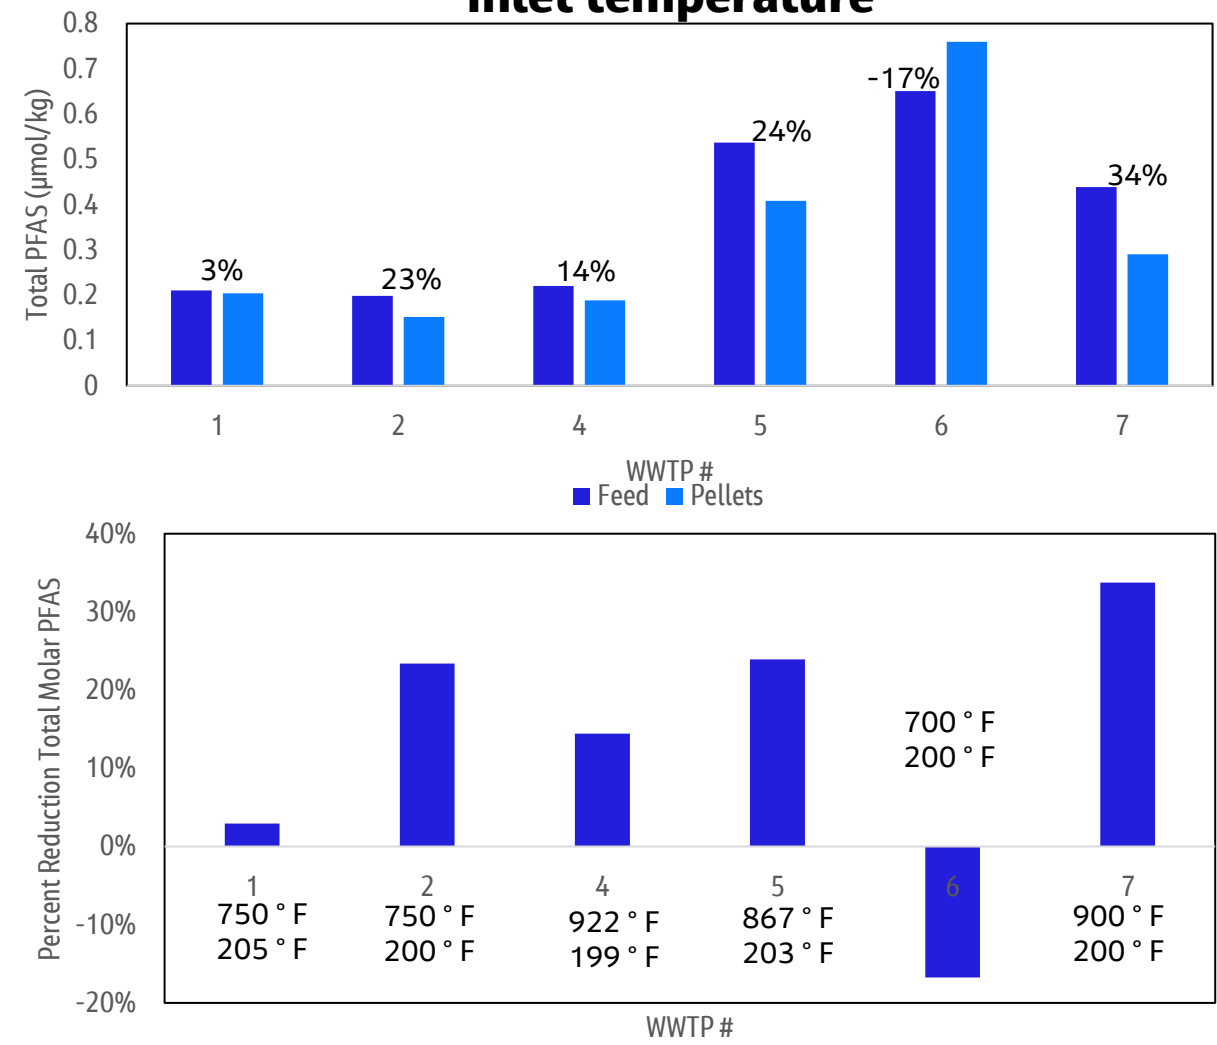 Inlet temperature
0.8
0.7
0.6
0.5
0.4
0.3
0.2
0.1
0
Total PFAS (µmol/kg)
3%
23%
14%
24%
-17%
34%
1 2 4 5 6 7
WWTP #
Feed Pellets
40%
30%
20%
10%
0%
-10%
-20%
Percent Reduction Total Molar PFAS
700 ° F
200 ° F
1 2 4 5 6 7
750 ° F 750 ° F 922 ° F 867 ° F 900 ° F
205 ° F 200 ° F 199 ° F 203 ° F 200 ° F
WWTP #